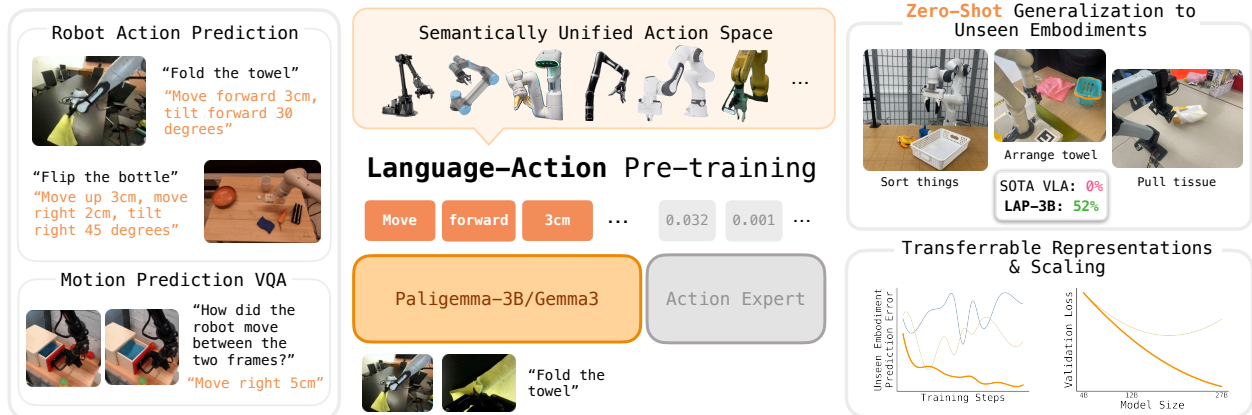 Robot Action Prediction
“Fold the towel”
“Move forward 3cm,
tilt forward 30
degrees”
“Flip the bottle”
“Move up 3cm, move
right 2cm, tilt
right 45 degrees”
Motion Prediction VQA
“How did the
robot move
between the
two frames?”
“Move right 5cm”
Semantically Unified Action Space
...
Language-Action Pre-training
Move forward 3cm ... 0.032 0.001 ...
Paligemma-3B/Gemma3
Action Expert
“Fold the
towel”
Zero-Shot Generalization to
Unseen Embodiments
Sort things
Arrange towel
Pull tissue
SOTA VLA: 0%
LAP-3B: 52%
Transferrable Representations
& Scaling
Unseen Embodiment
Prediction Error
Training Steps
Validation Loss
4B 12B 27B
Model Size